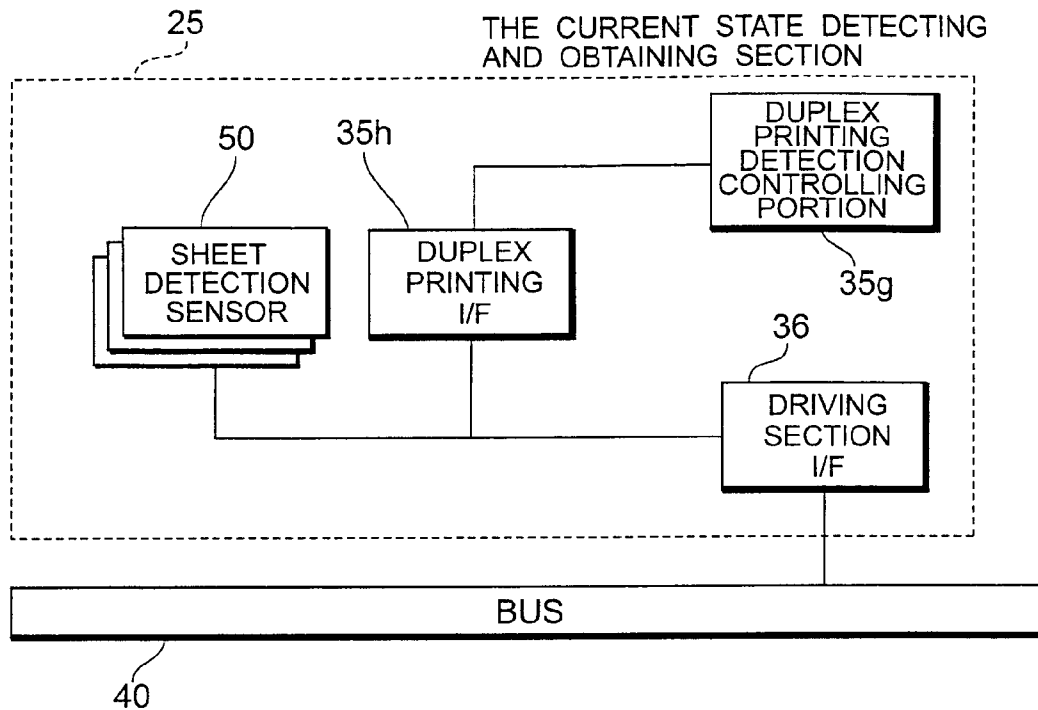 25
THE CURRENT STATE DETECTING
AND OBTAINING SECTION
50
35h
DUPLEX
PRINTING
DETECTION
CONTROLLING
PORTION
SHEET
DETECTION
SENSOR
DUPLEX
PRINTING
I/F
35g
36
DRIVING
SECTION
I/F
BUS
40